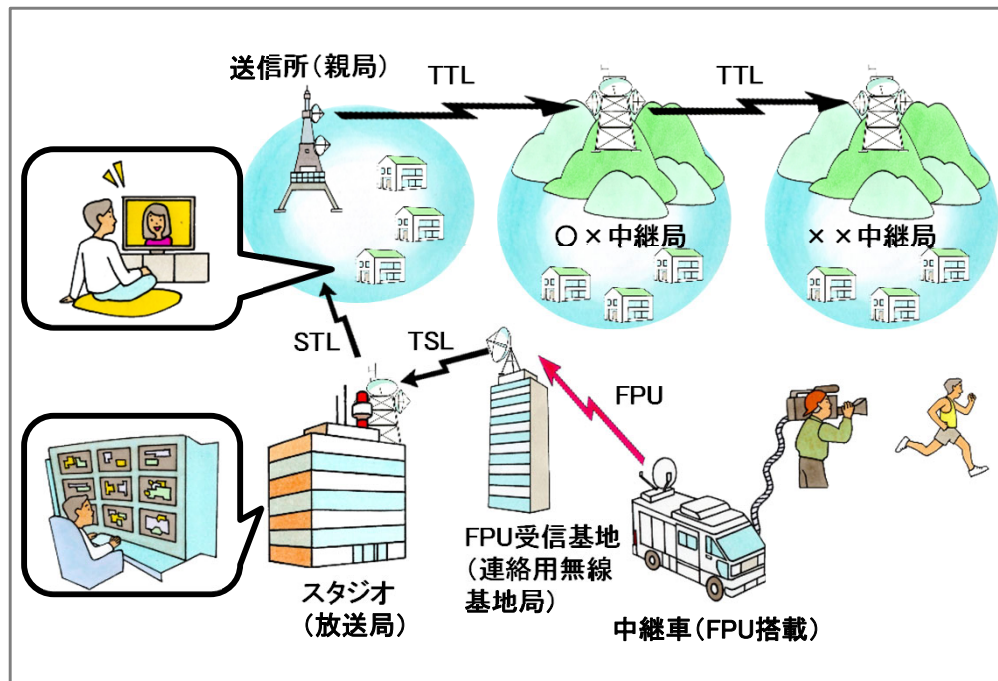 送信所(親局)
TTL
TTL
〇×中継局
××中継局
STL
TSL
FPU
FPU受信基地
(連絡用無線
基地局)
スタジオ
(放送局)
中継車(FPU搭載)